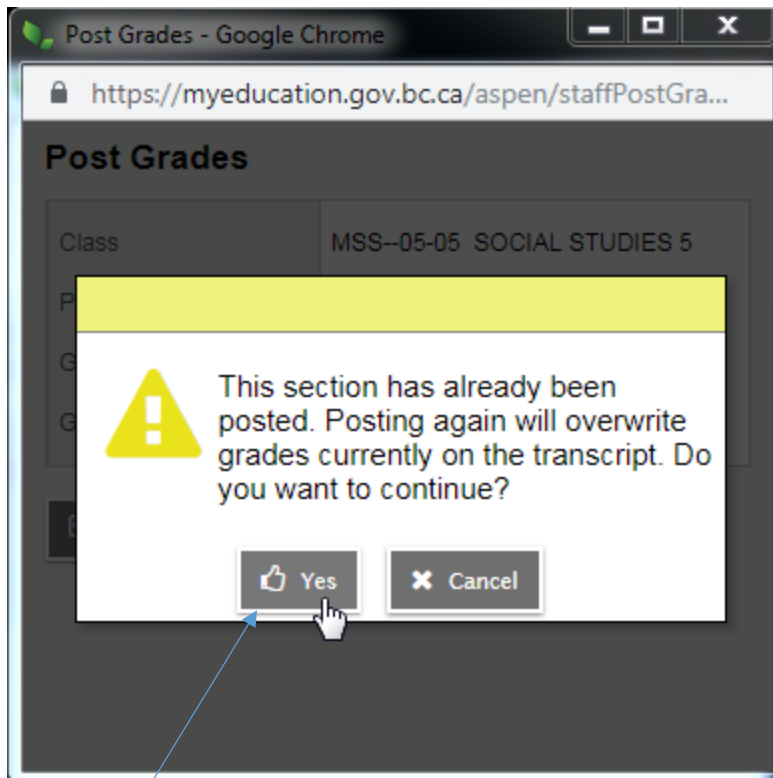 Post Grades - Google Chrome
https://myeducation.gov.bc.ca/aspen/staffPostGra...
Post Grades
Class MSS--05-05 SOCIAL STUDIES 5
P
G
G
This section has already been
posted. Posting again will overwrite
grades currently on the transcript. Do
you want to continue?
Yes Cancel